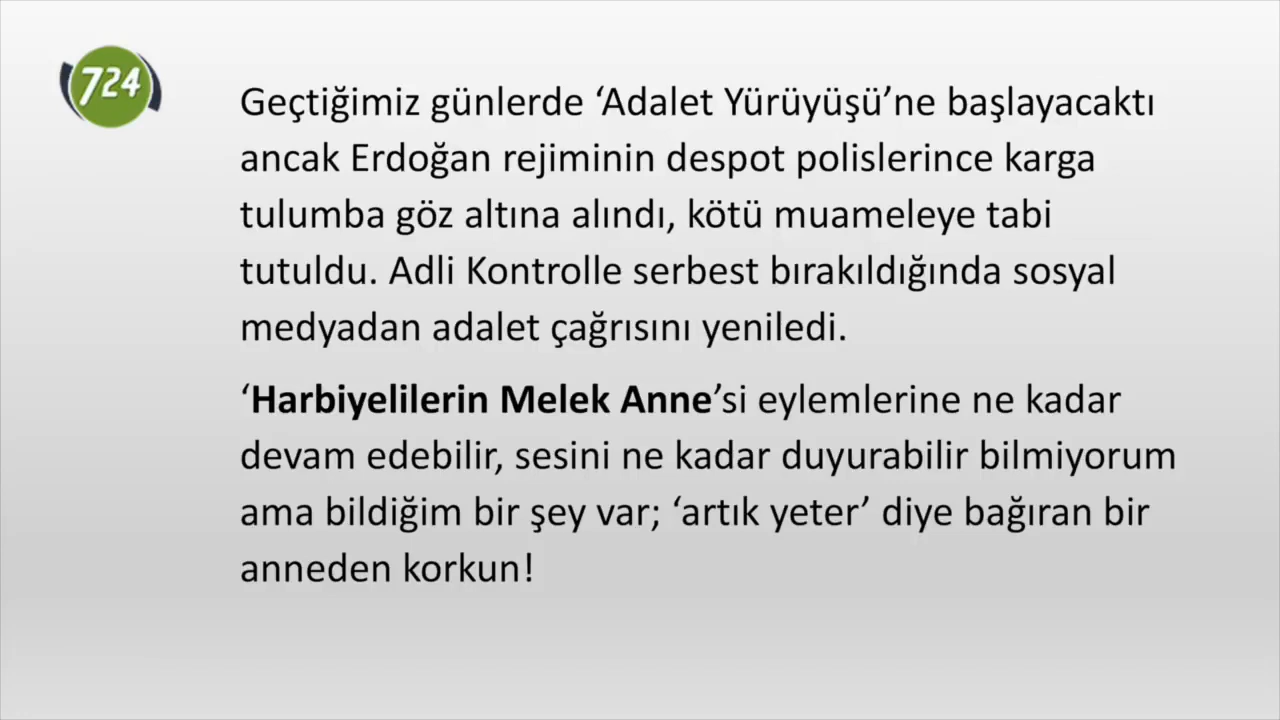 724
Geçtiğimiz günlerde ‘Adalet Yürüyüşü’ne başlayacaktı
ancak Erdoğan rejiminin despot polislerince karga
tulumba göz altına alındı, kötü muameleye tabi
tutuldu. Adli Kontrolle serbest bırakıldığında sosyal
medyadan adalet çağrısını yeniledi.
‘Harbiyelilerin Melek Anne’si eylemlerine ne kadar
devam edebilir, sesini ne kadar duyurabilir bilmiyorum
ama bildiğim bir şey var; ‘artık yeter’ diye bağıran bir
anneden korkun!